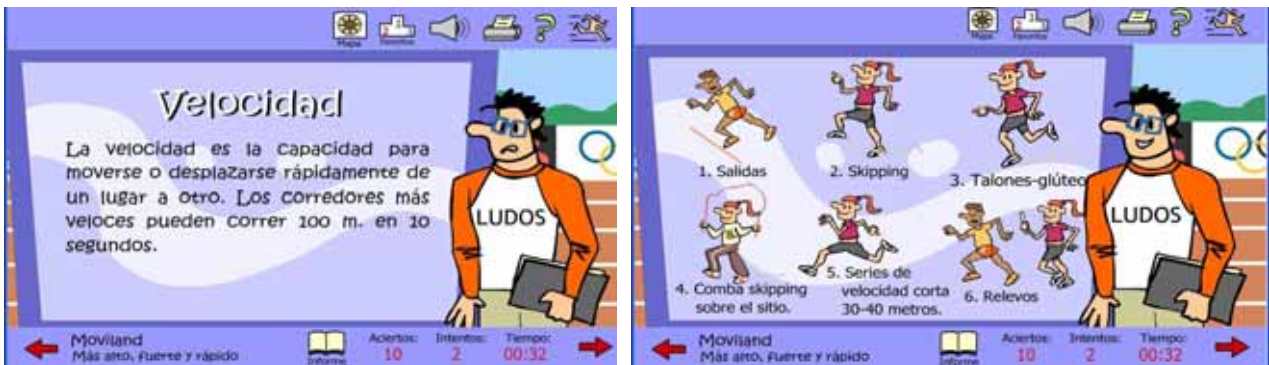 Mapa
Favoritos
Velocidad
La velocidad es la capacidad para
moverse o desplazarse rápidamente de
un lugar a otro. Los corredores más
veloces pueden correr 100 m. en 10
segundos.
LUDOS
Moviland
Más alto, fuerte y rápido
Informe
Aciertos:
10
Intentos:
2
Tiempo:
00:32
Mapa
Favoritos
1. Salidas
2. Skipping
3. Talones-glúteo
4. Comba skipping
sobre el sitio.
5. Series de
velocidad corta
30-40 metros.
6. Relevos
LUDOS
Moviland
Más alto, fuerte y rápido
Informe
Aciertos:
10
Intentos:
2
Tiempo:
00:32